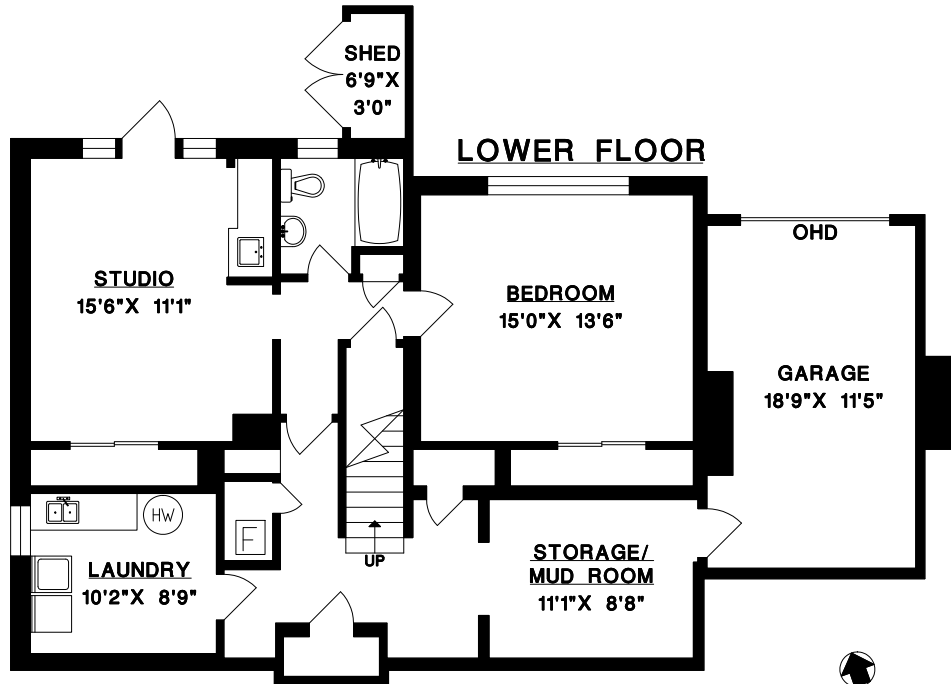 SHED
6'9"X
3'0"
LOWER FLOOR
OHD
STUDIO
15'6"X 11'1"
BEDROOM
15'0"X 13'6"
GARAGE
18'9"X 11'5"
HW
F
UP
LAUNDRY
10'2"X 8'9"
STORAGE/
MUD ROOM
11'1"X 8'8"